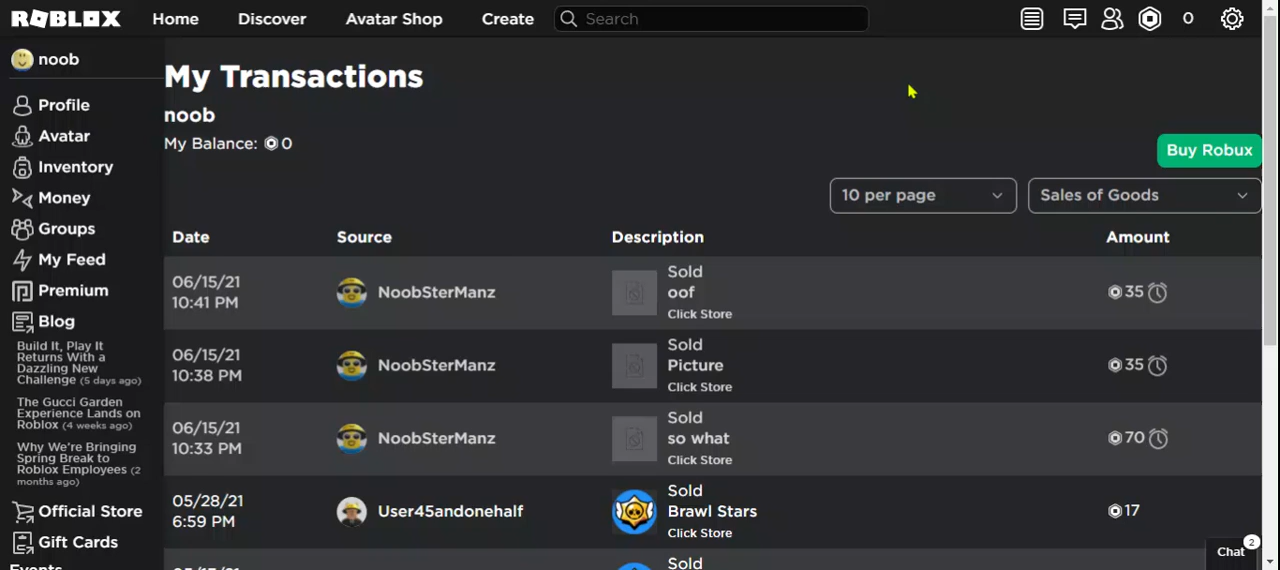 ROBLOX Home Discover Avatar Shop Create Search 0
noob
Profile
Avatar
Inventory
Money
Groups
My Feed
Premium
Blog
Build It, Play It
Returns With a
Dazzling New
Challenge (5 days ago)
The Gucci Garden
Experience Lands on
Roblox (4 weeks ago)
Why We're Bringing
Spring Break to
Roblox Employees (2
months ago)
Official Store
Gift Cards
Events
My Transactions
noob
My Balance: 0
Buy Robux
10 per page Sales of Goods
Date Source Description Amount
06/15/21
10:41 PM
NoobSterManz
Sold
oof
Click Store
35
06/15/21
10:38 PM
NoobSterManz
Sold
Picture
Click Store
35
06/15/21
10:33 PM
NoobSterManz
Sold
so what
Click Store
70
05/28/21
6:59 PM
User45andonehalf
Sold
Brawl Stars
Click Store
17
Sold
Chat 2